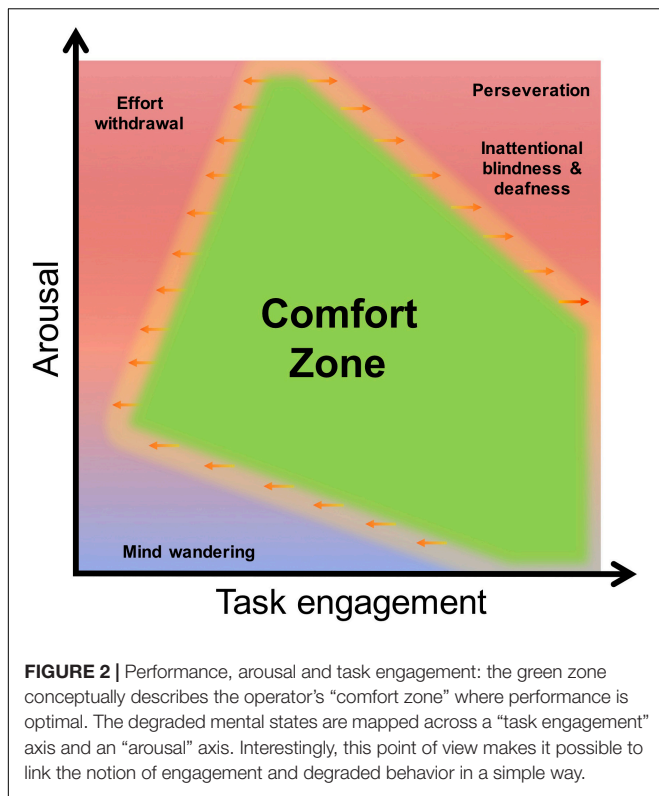 Effort
withdrawal
Perseveration
Inattentional
blindness &
deafness
Arousal
Comfort
Zone
Mind wandering
Task engagement
FIGURE 2 | Performance, arousal and task engagement: the green zone
conceptually describes the operator's “comfort zone” where performance is
optimal. The degraded mental states are mapped across a “task engagement”
axis and an “arousal” axis. Interestingly, this point of view makes it possible to
link the notion of engagement and degraded behavior in a simple way.